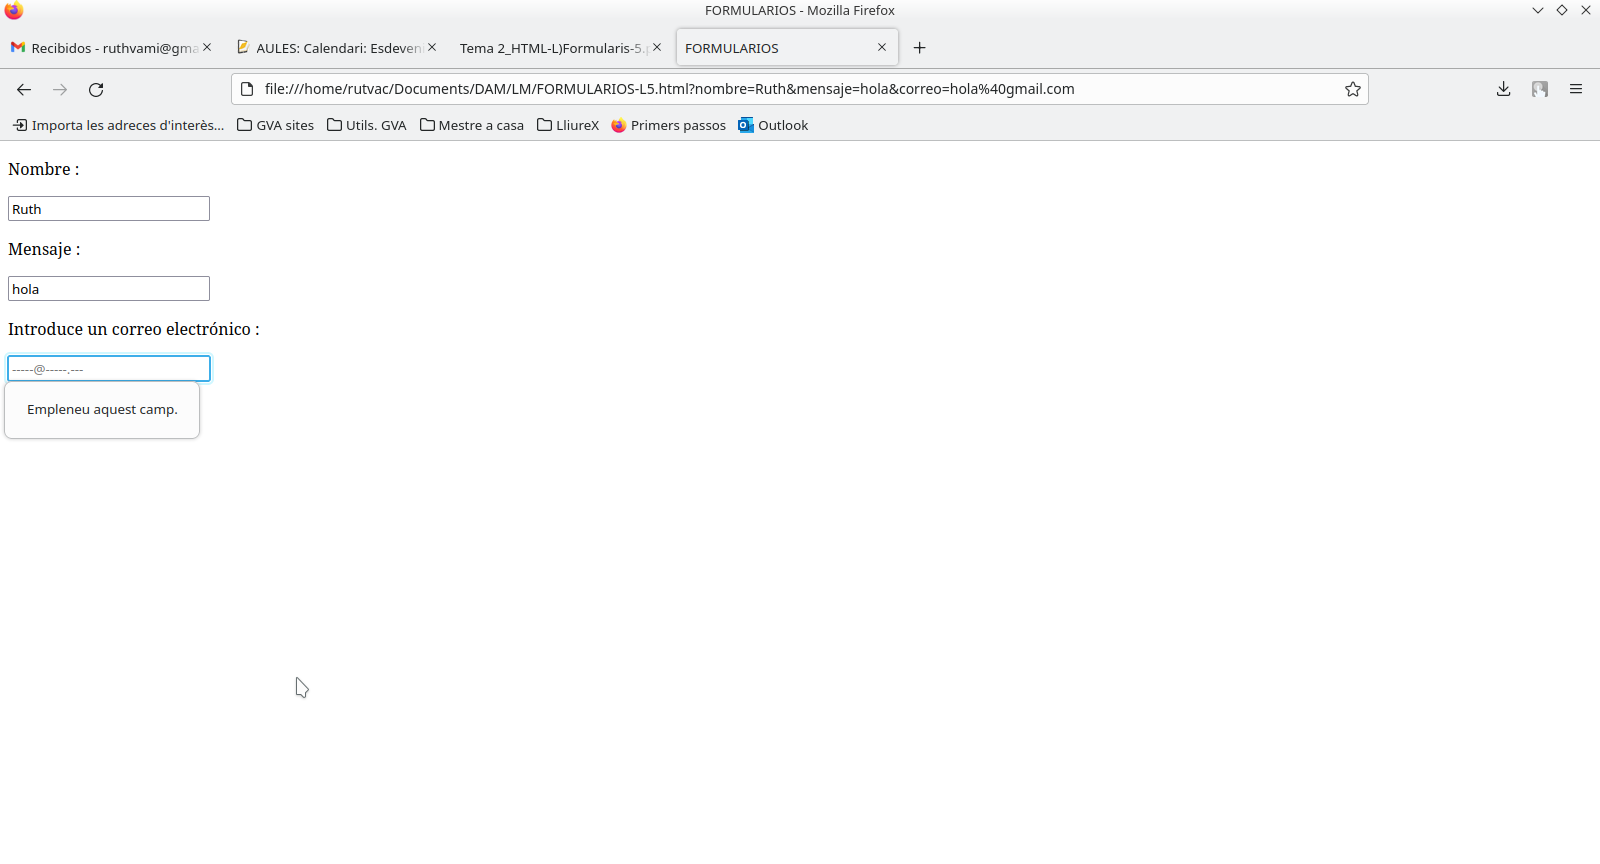 FORMULARIOS - Mozilla Firefox
Recibidos - ruthvami@gma
AULES: Calendari: Esdeveni
Tema 2_HTML-L)Formularis-5.p
FORMULARIOS
file:///home/rutvac/Documents/DAM/LM/FORMULARIOS-L5.html?nombre=Ruth&mensaje=hola&correo=hola%40gmail.com
Importa les adreces d'interès...
GVA sites
Utils. GVA
Mestre a casa
LliureX
Primers passos
Outlook
Nombre :
Ruth
Mensaje :
hola
Introduce un correo electrónico :
-----@-----.---
Empleneu aquest camp.